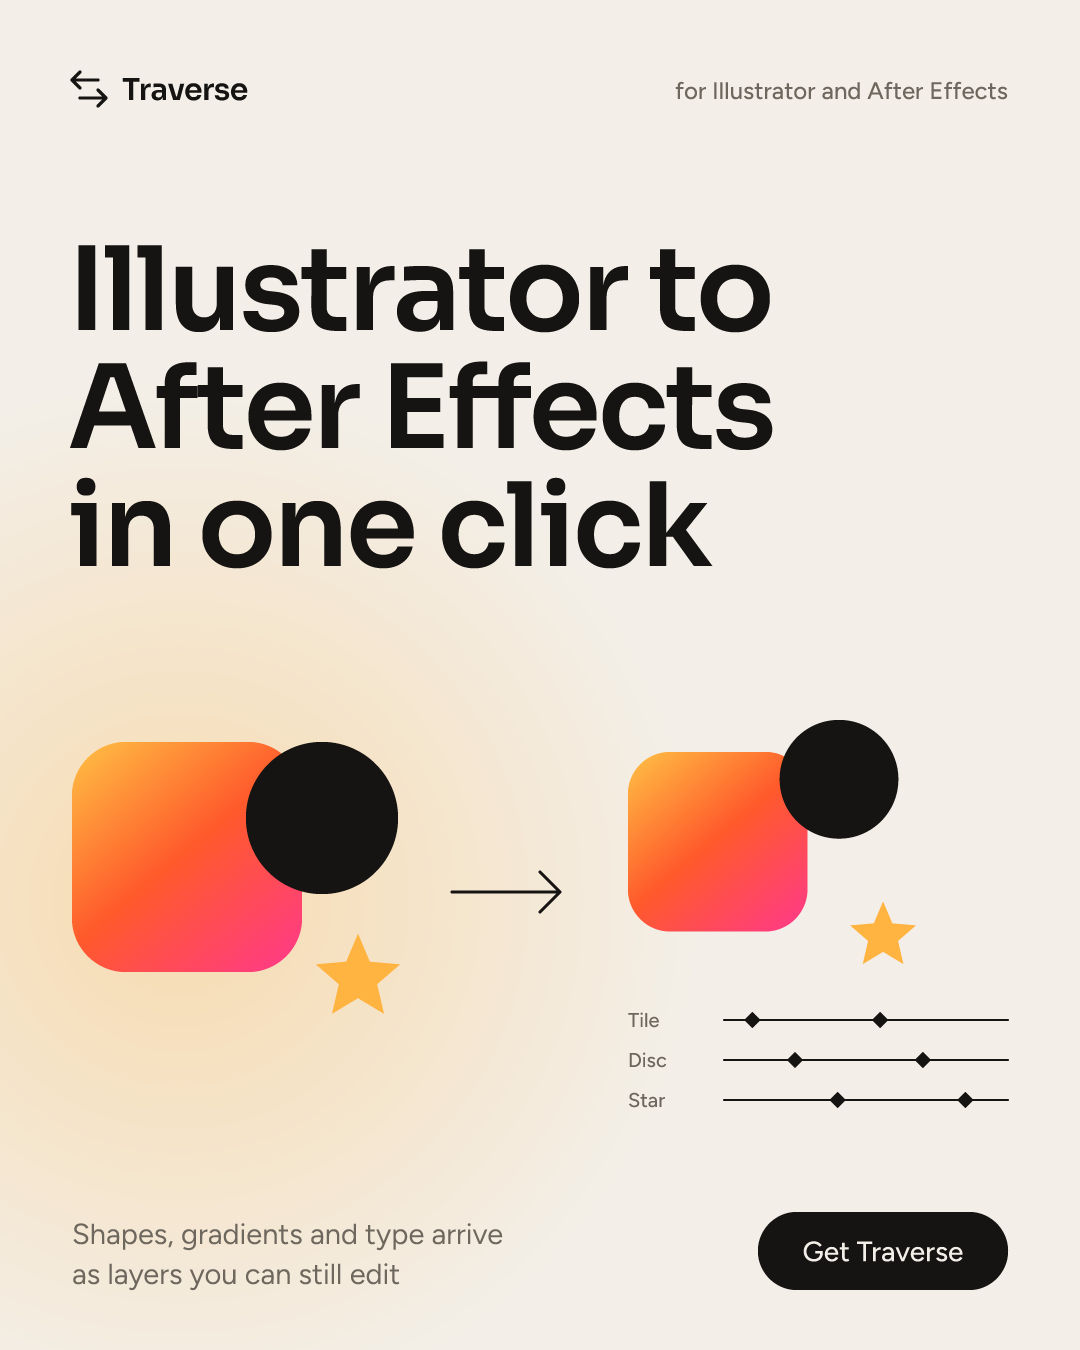 Traverse
for Illustrator and After Effects
Illustrator to
After Effects
in one click
Tile
Disc
Star
Shapes, gradients and type arrive
as layers you can still edit
Get Traverse